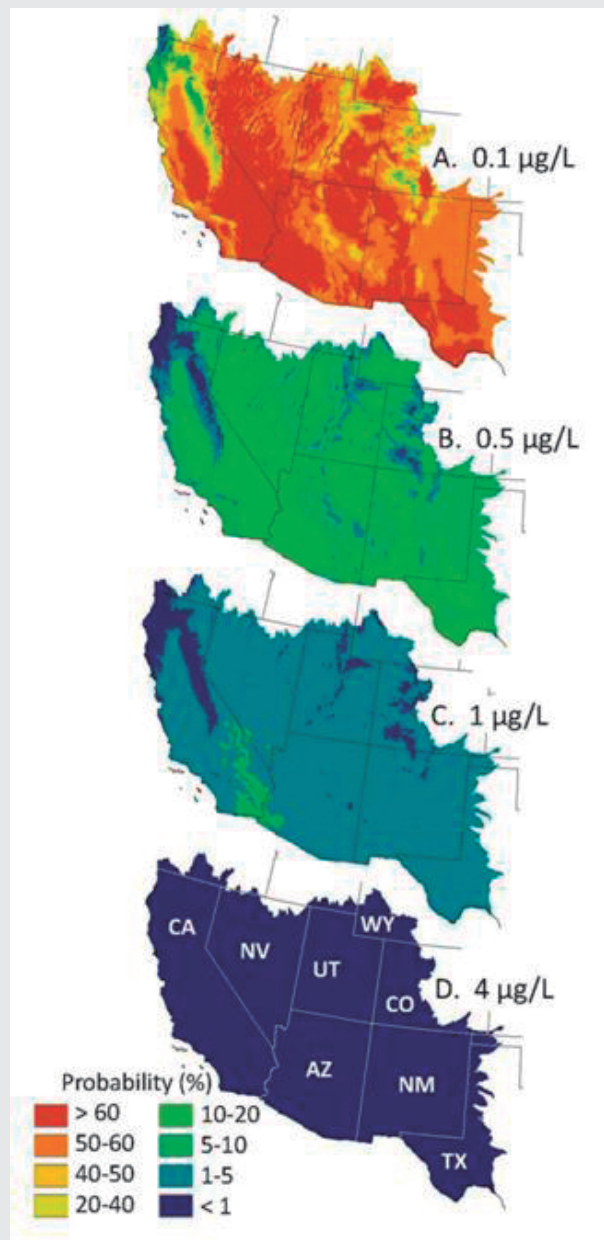 A. 0.1 µg/L
B. 0.5 µg/L
C. 1 µg/L
CA
NV
UT
WY
CO
D. 4 µg/L
AZ
NM
TX
Probability (%)
> 60
10-20
50-60
5-10
40-50
1-5
20-40
< 1